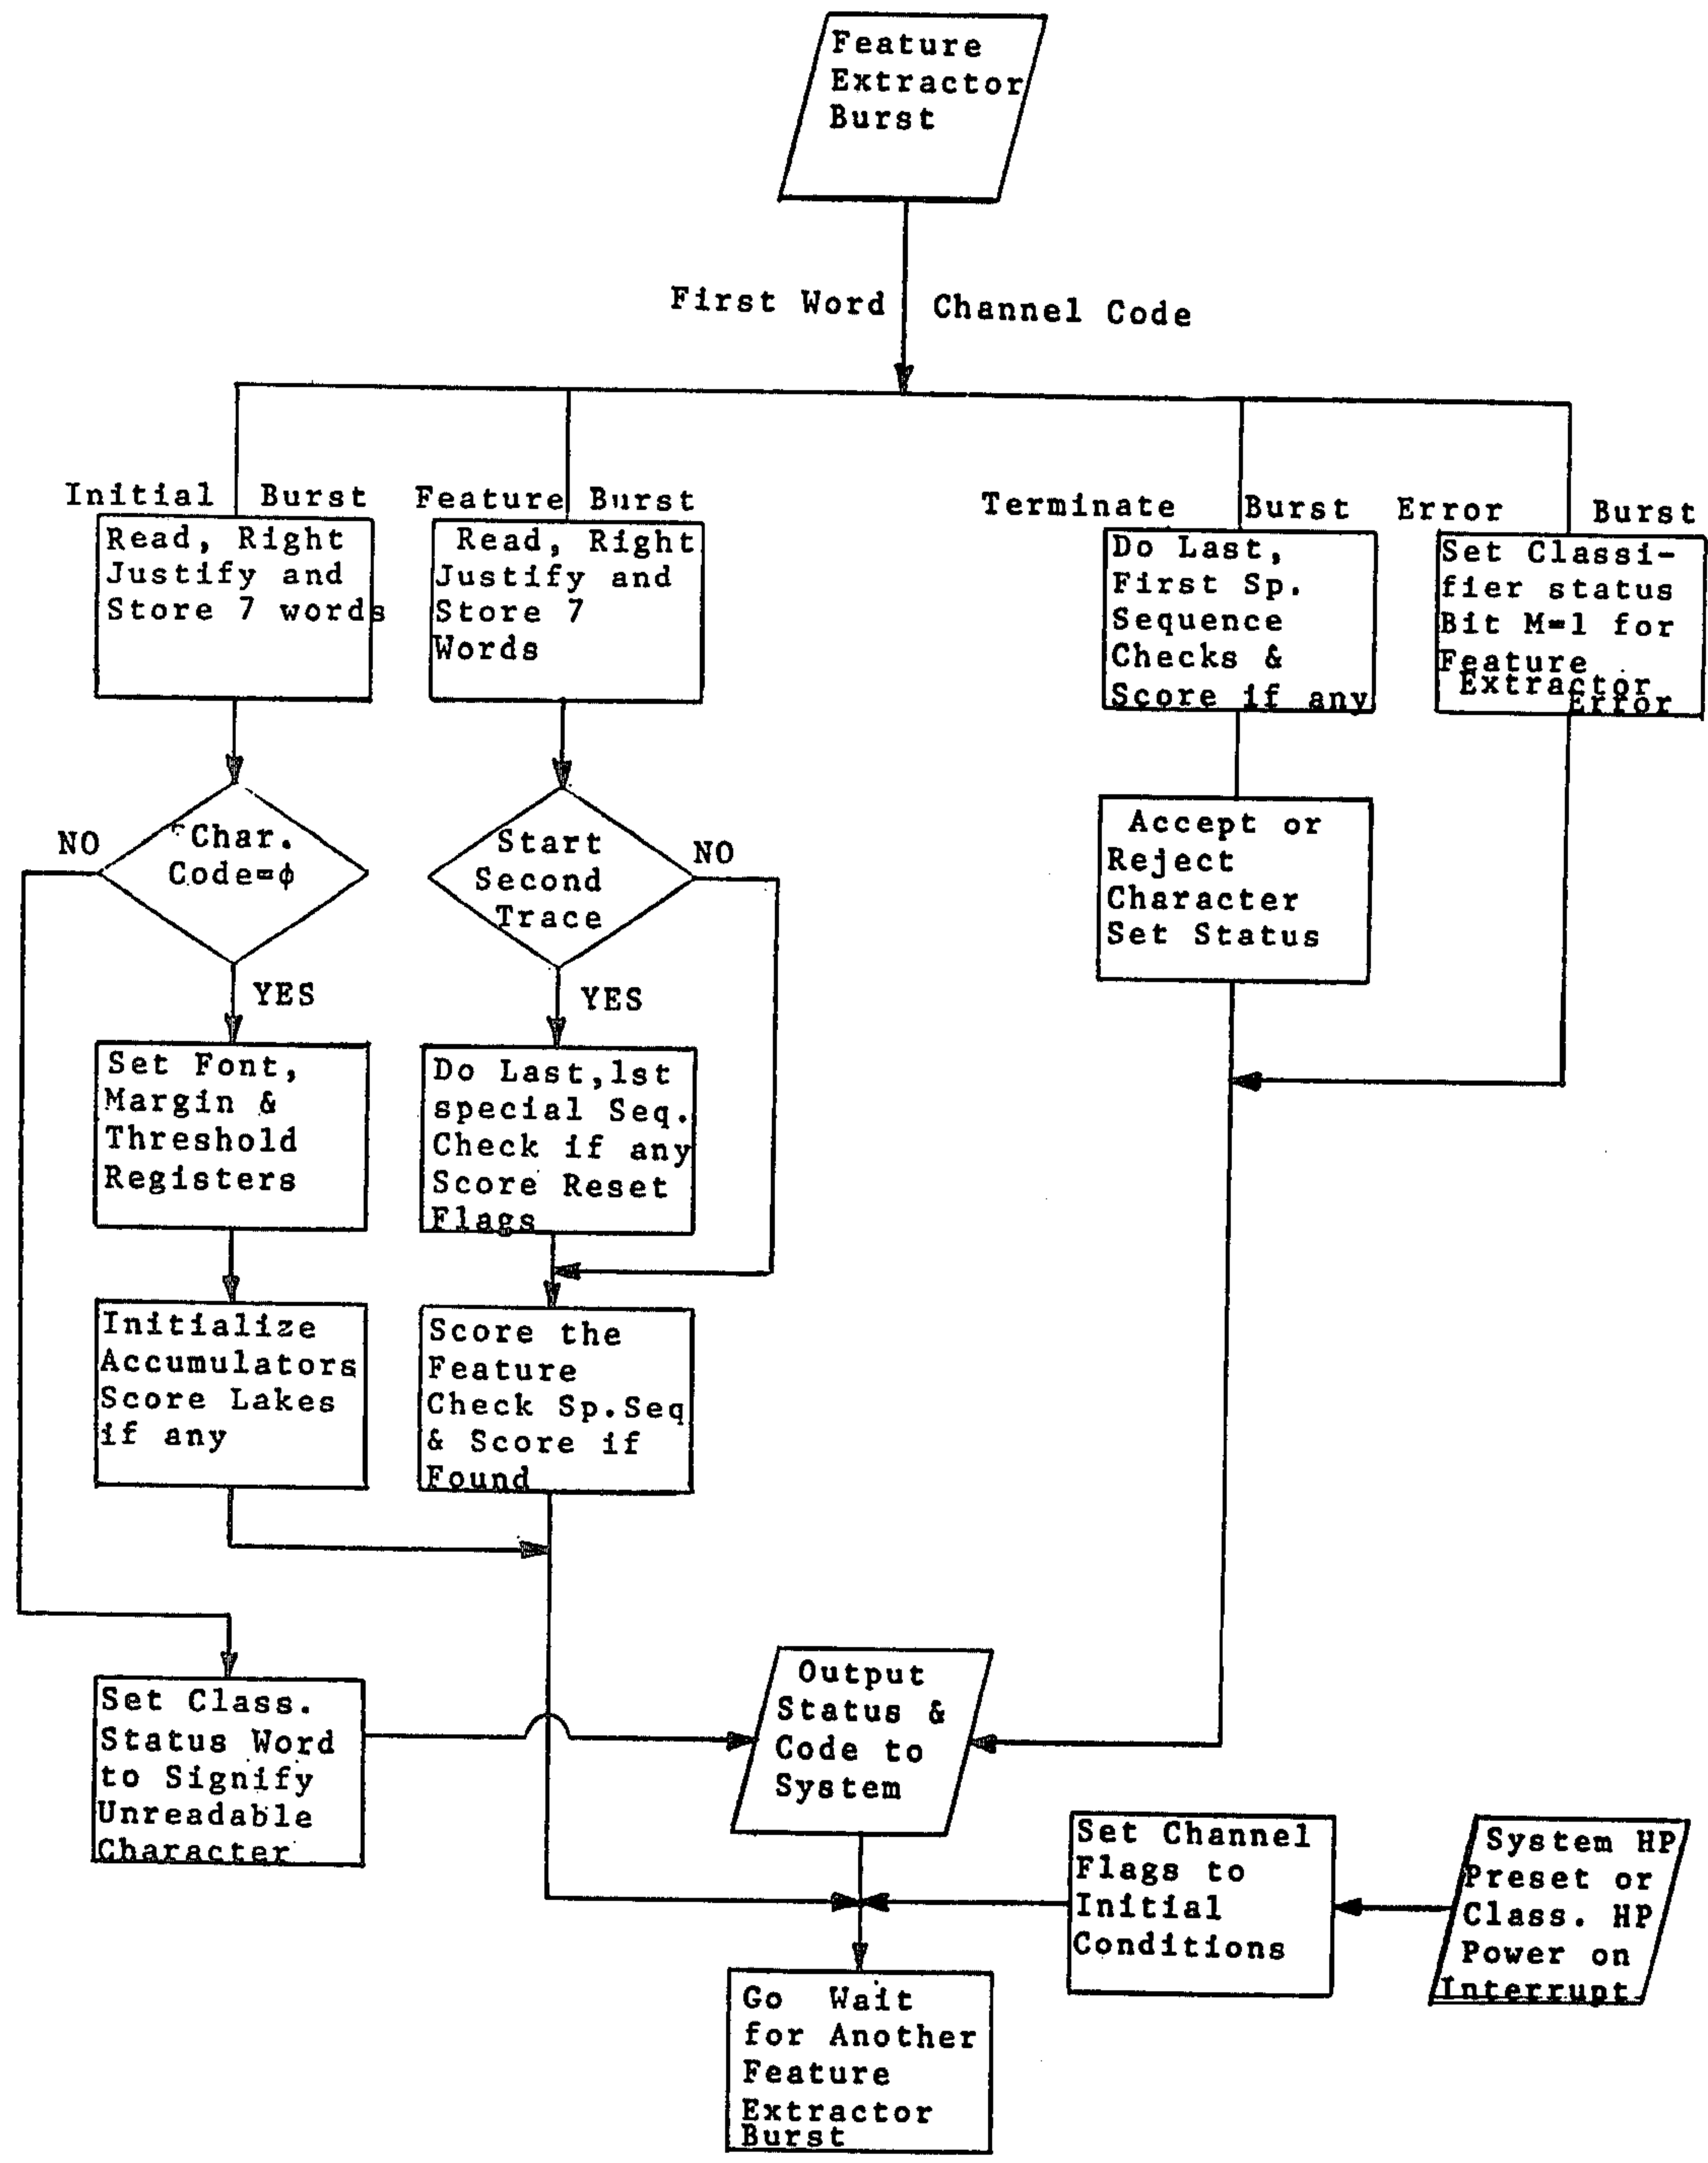 Feature
Extractor
Burst
First Word Channel Code
Initial Burst
Read, Right
Justify and
Store 7 words
Char.
Code=ϕ
NO
YES
Set Font,
Margin &
Threshold
Registers
Initialize
Accumulators
Score Lakes
if any
Set Class.
Status Word
to Signify
Unreadable
Character
Feature Burst
Read, Right
Justify and
Store 7
Words
Start
Second
Trace
NO
YES
Do Last,1st
special Seq.
Check if any
Score Reset
Flags
Score the
Feature
Check Sp.Seq
& Score if
Found
Terminate Burst
Do Last,
First Sp.
Sequence
Checks &
Score if any
Accept or
Reject
Character
Set Status
Error Burst
Set Classi-
fier status
Bit M=1 for
Feature
Extractor
Error
Output
Status &
Code to
System
Set Channel
Flags to
Initial
Conditions
System HP
Preset or
Class. HP
Power on
Interrupt
Go Wait
for Another
Feature
Extractor
Burst